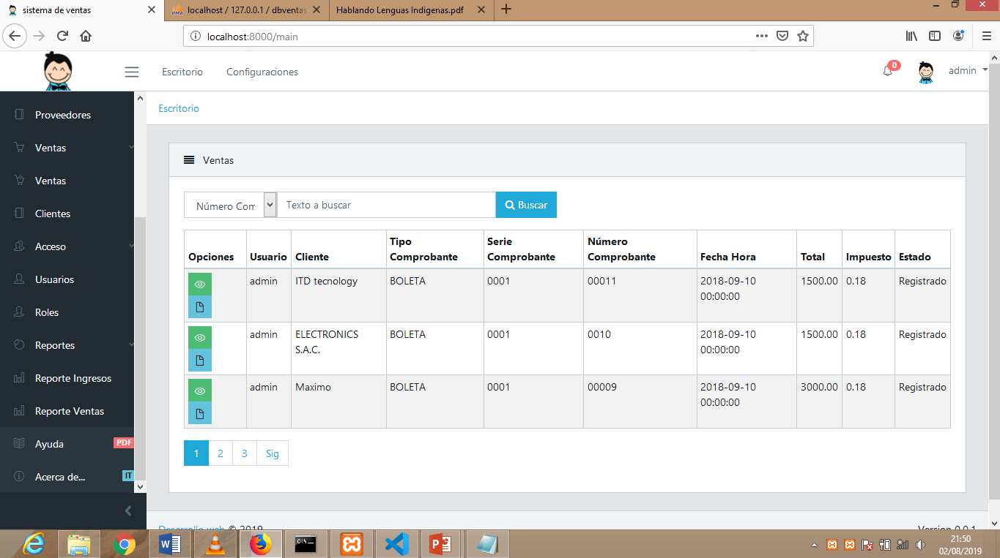 sistema de ventas
PMA localhost / 127.0.0.1 / dbventas
Hablando Lenguas Indigenas.pdf
localhost:8000/main
Escritorio
Configuraciones
0
admin
Proveedores
Ventas
Ventas
Clientes
Acceso
Usuarios
Roles
Reportes
Reporte Ingresos
Reporte Ventas
Ayuda PDF
Acerca de... IT
Escritorio
Ventas
Número Com
Texto a buscar
Buscar
Opciones Usuario Cliente Tipo Comprobante Serie Comprobante Número Comprobante Fecha Hora Total Impuesto Estado
admin ITD tecnology BOLETA 0001 00011 2018-09-10 1500.00 0.18 Registrado
00:00:00
admin ELECTRONICS BOLETA 0001 0010 2018-09-10 1500.00 0.18 Registrado
S.A.C. 00:00:00
admin Maximo BOLETA 0001 00009 2018-09-10 3000.00 0.18 Registrado
00:00:00
1 2 3 Sig
Desarrollo web © 2019
Version 0.0.1
21:50
02/08/2019